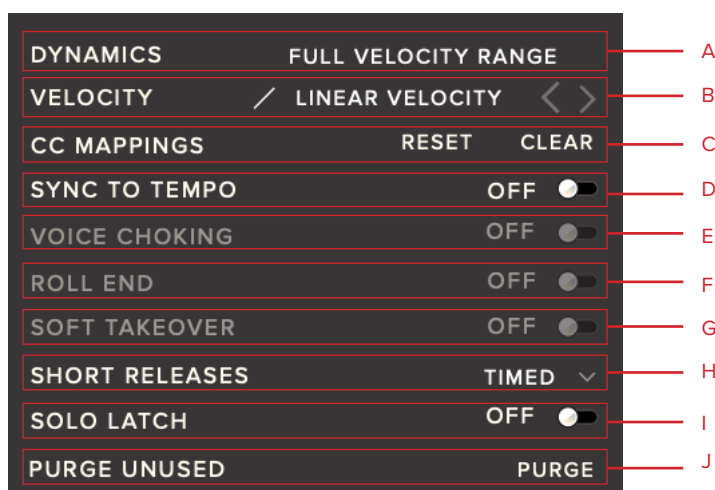 DYNAMICS FULL VELOCITY RANGE A
VELOCITY LINEAR VELOCITY B
CC MAPPINGS RESET CLEAR C
SYNC TO TEMPO OFF D
VOICE CHOKING OFF E
ROLL END OFF F
SOFT TAKEOVER OFF G
SHORT RELEASES TIMED H
SOLO LATCH OFF I
PURGE UNUSED PURGE J